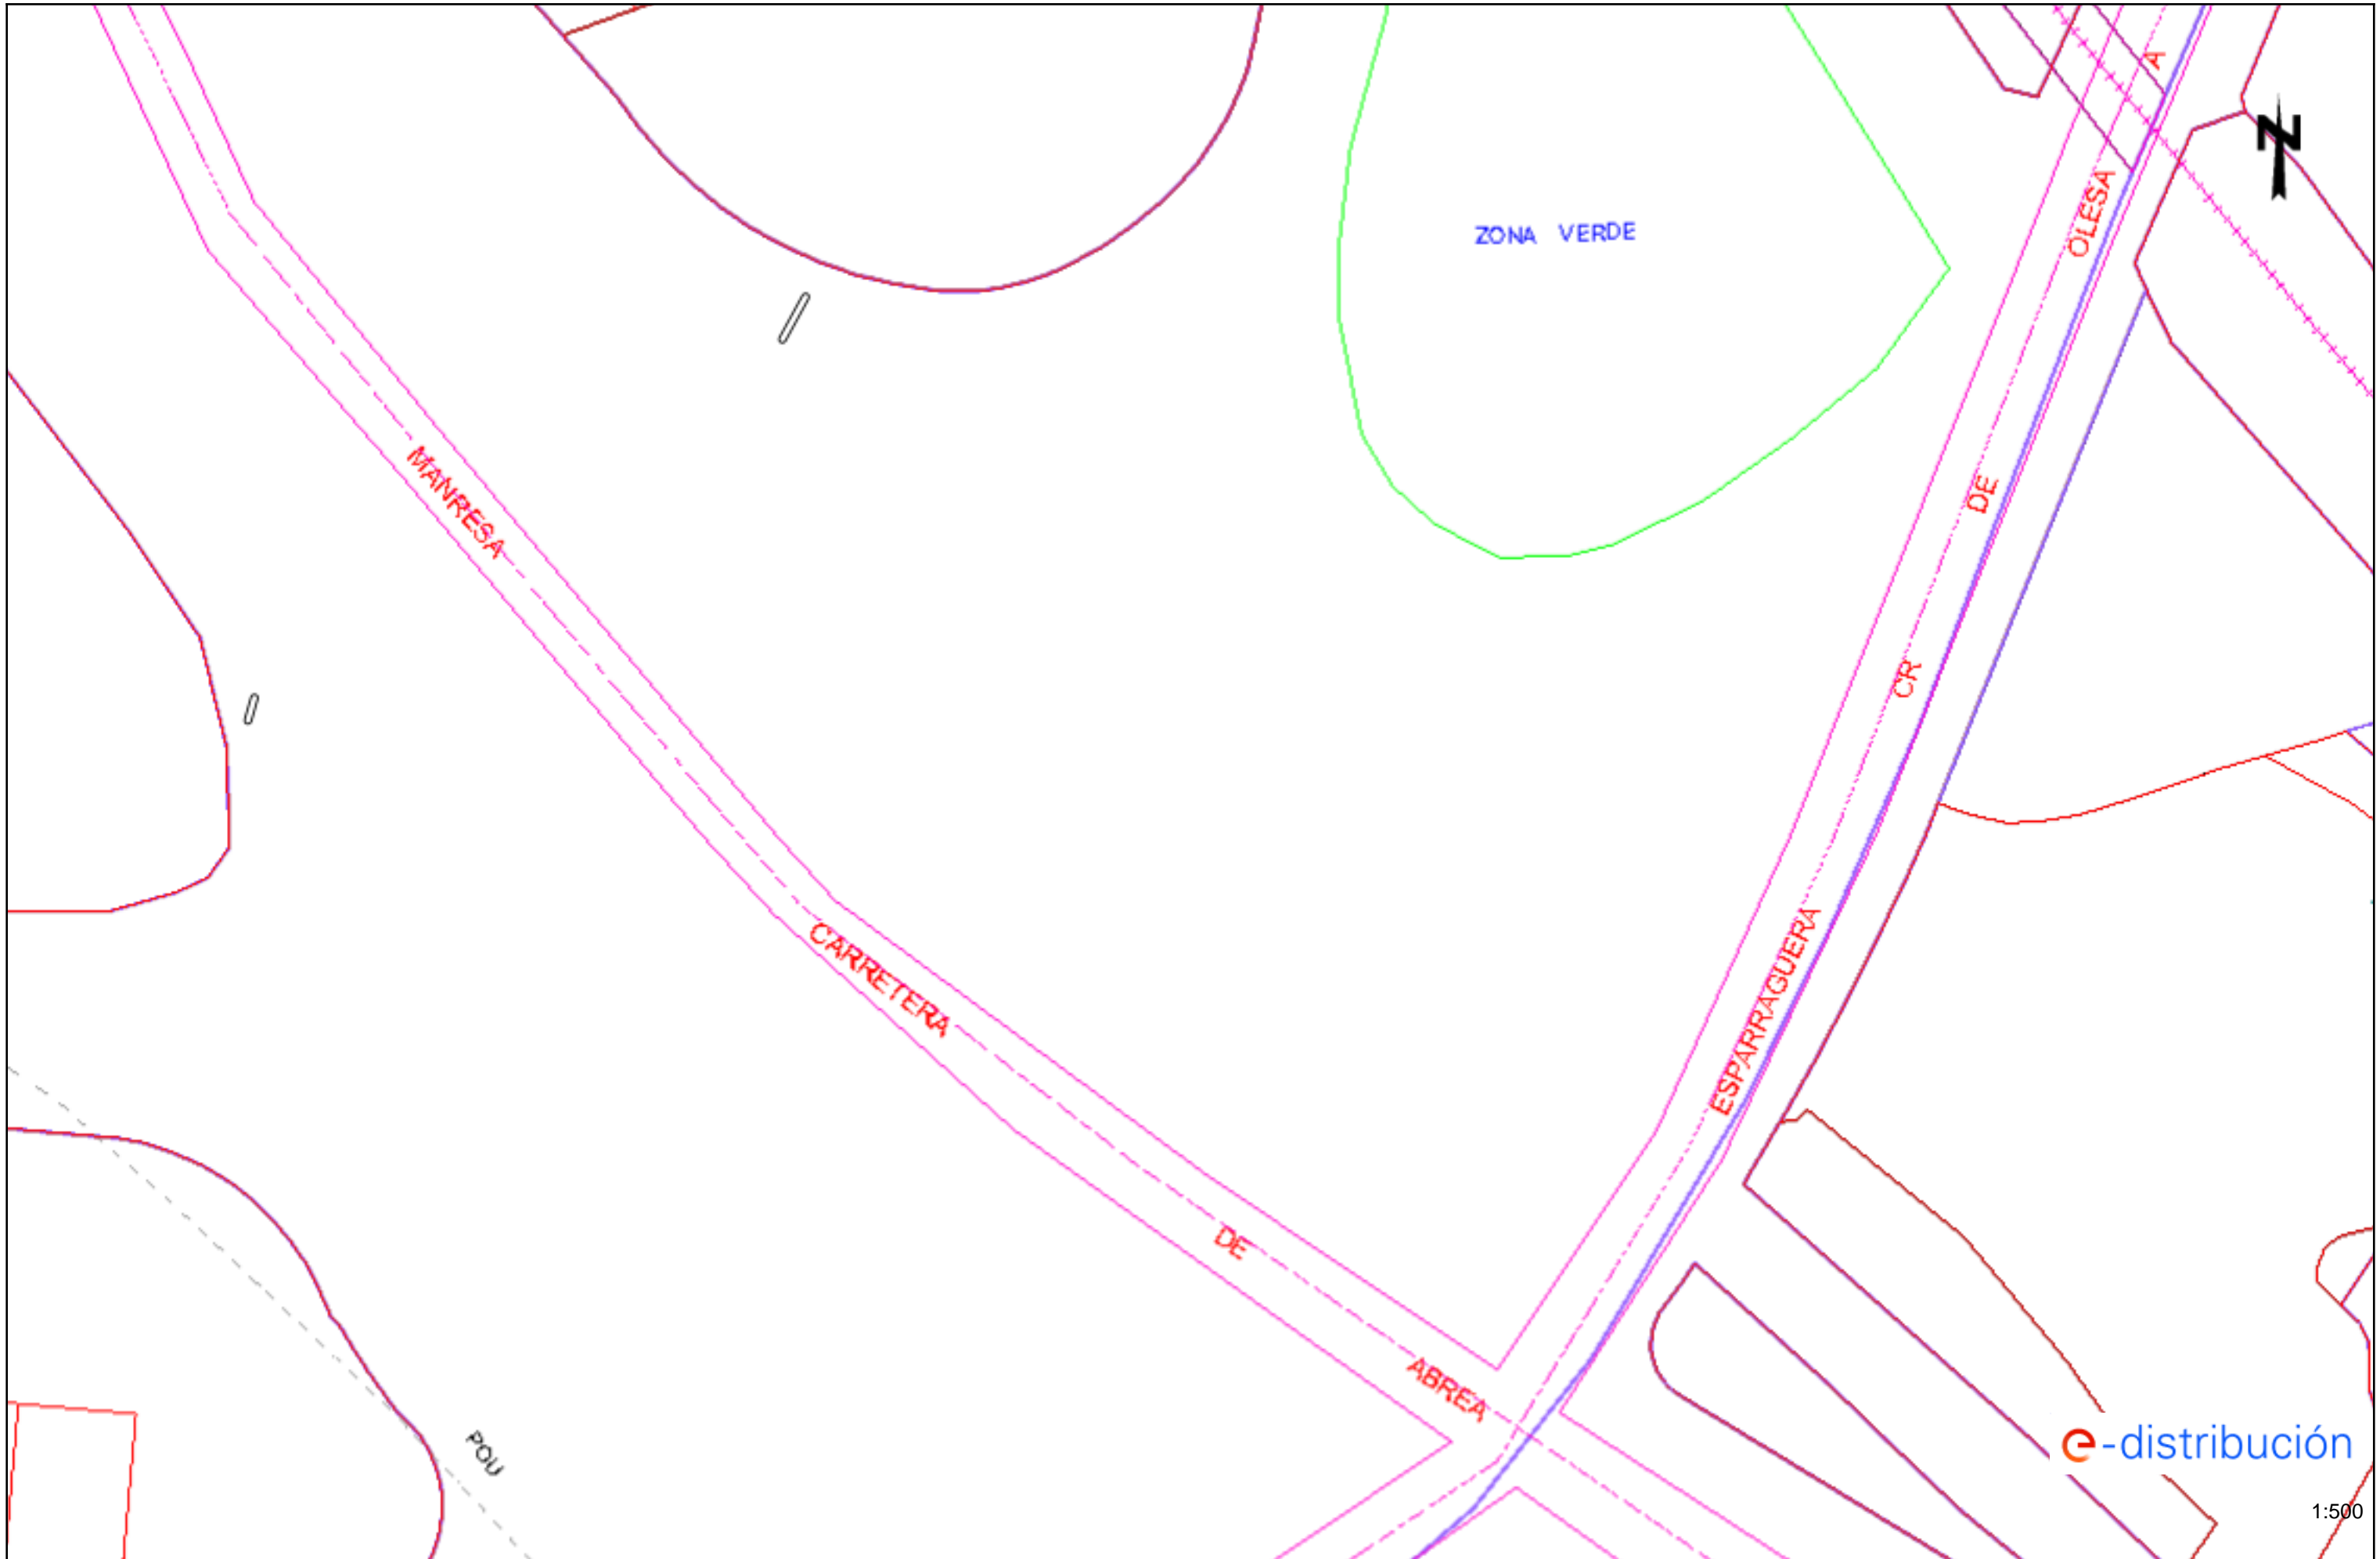 A
N
OLESA
ZONA VERDE
DE
MANRESA
CR
CARRETERA
ESPARRAGUERA
DE
ABREA
POU
e-distribución
1:500